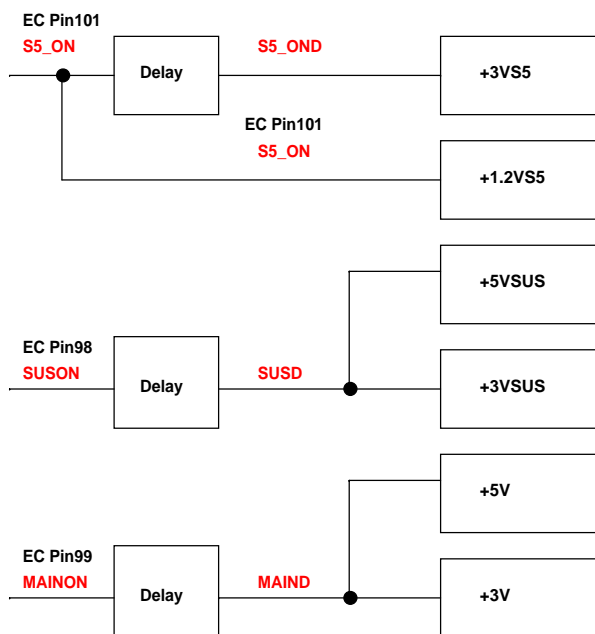 EC Pin101
S5_ON
Delay
S5_OND
+3VS5
EC Pin101
S5_ON
+1.2VS5
+5VSUS
EC Pin98
SUSON
Delay
SUSD
+3VSUS
+5V
EC Pin99
MAINON
Delay
MAIND
+3V